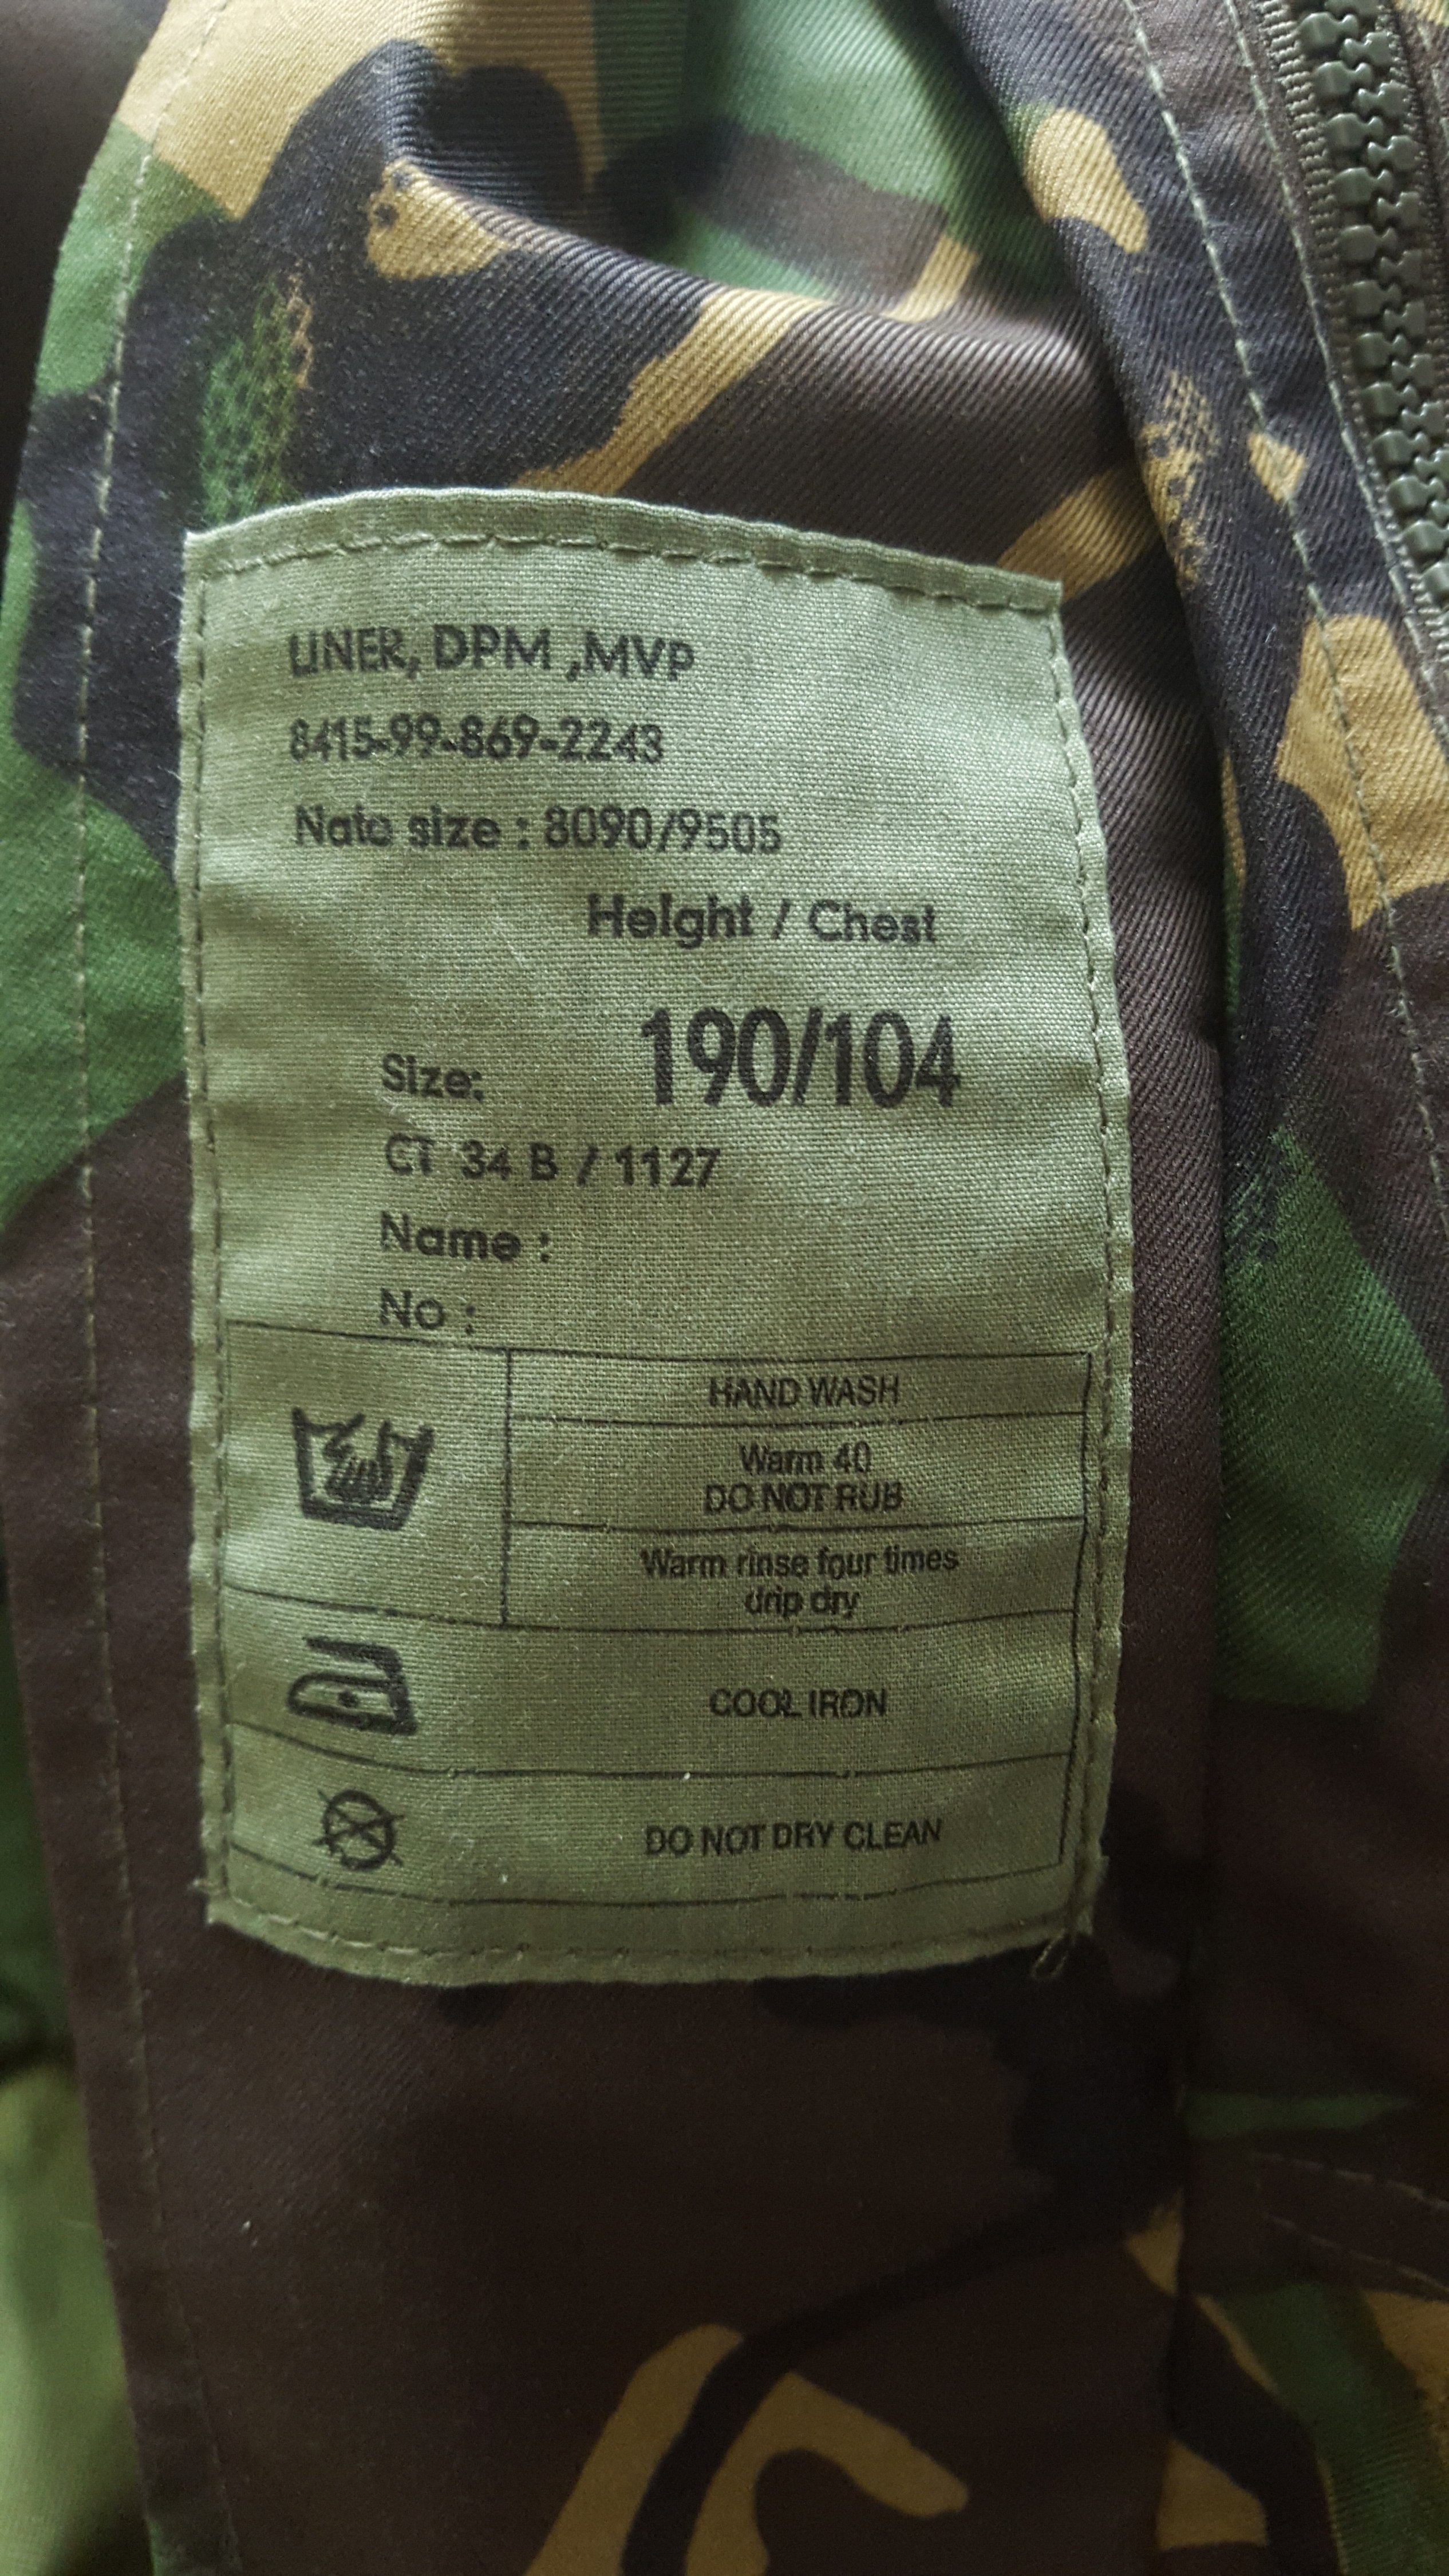 LINER, DPM ,MVP
8415-99-869-2243
Nato size : 8090/9505
Height / Chest
Size: 190/104
CT 34 B / 1127
Name :
No :
HAND WASH
Warm 40
DO NOT RUB
Warm rinse four times
drip dry
COOL IRON
DO NOT DRY CLEAN